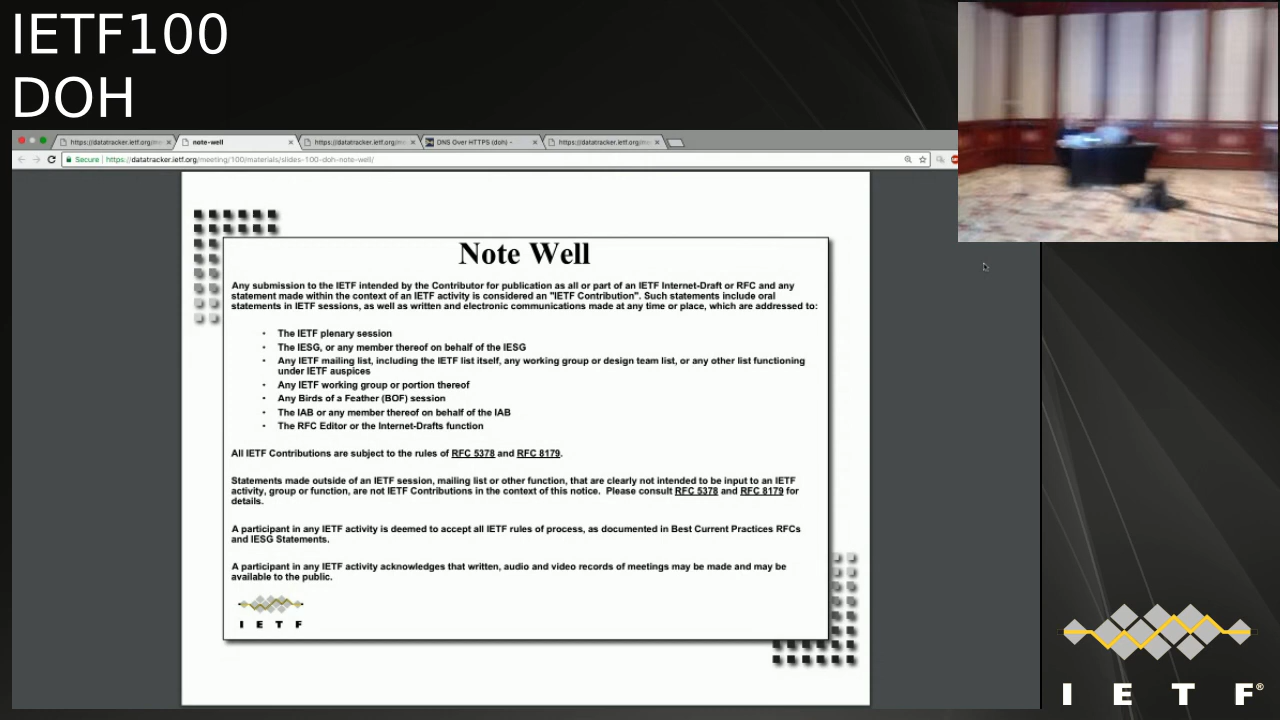 IETF100
DOH
https://datatracker.ietf.org/me
note-well
https://datatracker.ietf.org/me
DNS Over HTTPS (doh) -
https://datatracker.ietf.org/me
Secure
https://datatracker.ietf.org/meeting/100/materials/slides-100-doh-note-well/
Note Well
Any submission to the IETF intended by the Contributor for publication as all or part of an IETF Internet-Draft or RFC and any
statement made within the context of an IETF activity is considered an "IETF Contribution". Such statements include oral
statements in IETF sessions, as well as written and electronic communications made at any time or place, which are addressed to:
• The IETF plenary session
• The IESG, or any member thereof on behalf of the IESG
• Any IETF mailing list, including the IETF list itself, any working group or design team list, or any other list functioning
under IETF auspices
• Any IETF working group or portion thereof
• Any Birds of a Feather (BOF) session
• The IAB or any member thereof on behalf of the IAB
• The RFC Editor or the Internet-Drafts function
All IETF Contributions are subject to the rules of RFC 5378 and RFC 8179.
Statements made outside of an IETF session, mailing list or other function, that are clearly not intended to be input to an IETF
activity, group or function, are not IETF Contributions in the context of this notice. Please consult RFC 5378 and RFC 8179 for
details.
A participant in any IETF activity is deemed to accept all IETF rules of process, as documented in Best Current Practices RFCs
and IESG Statements.
A participant in any IETF activity acknowledges that written, audio and video records of meetings may be made and may be
available to the public.
I E T F
I E T F®